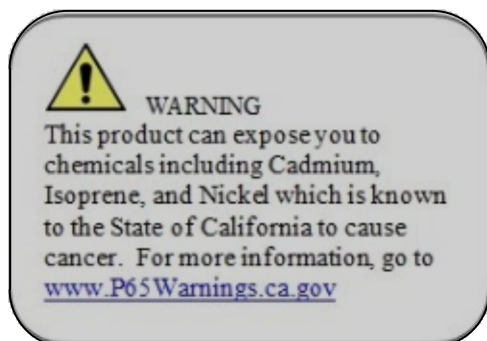 WARNING
This product can expose you to
chemicals including Cadmium,
Isoprene, and Nickel which is known
to the State of California to cause
cancer. For more information, go to
www.P65Warnings.ca.gov